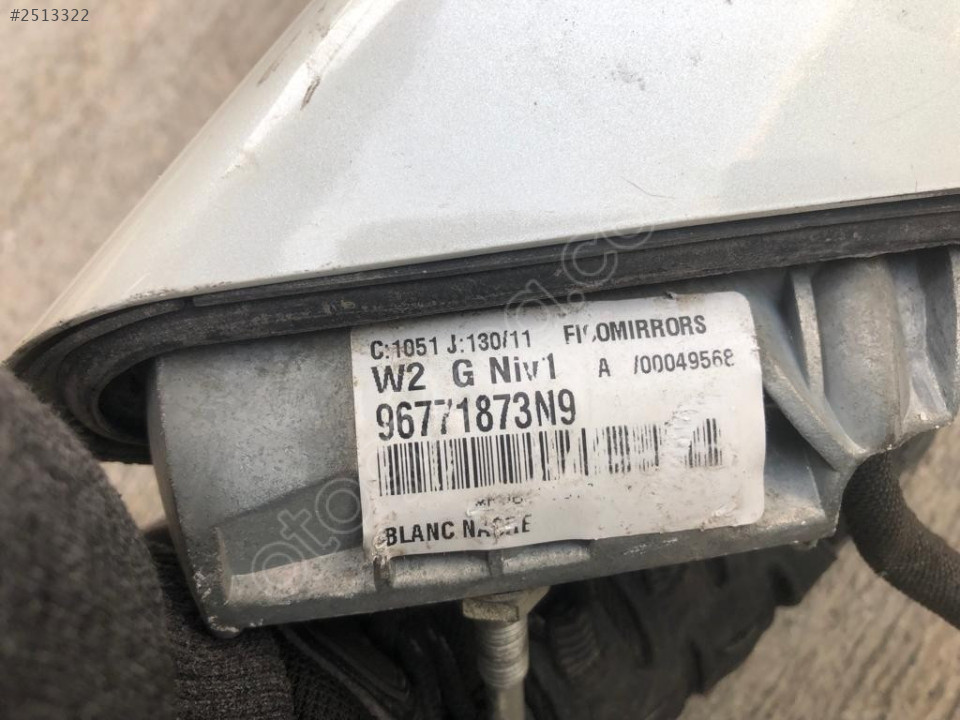 #2513322
C:1051 J:130/11 FICOMIRRORS
W2 G Niv1 A /00049568
96771873N9
BLANC NACRE